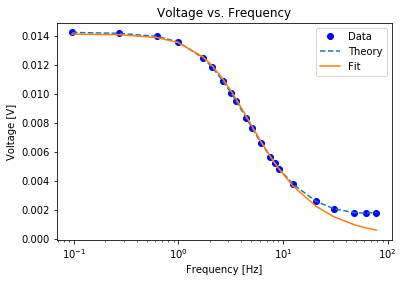 Voltage vs. Frequency
Voltage [V]
0.014
0.012
0.010
0.008
0.006
0.004
0.002
0.000
Data
Theory
Fit
10⁻¹
10⁰
10¹
10²
Frequency [Hz]